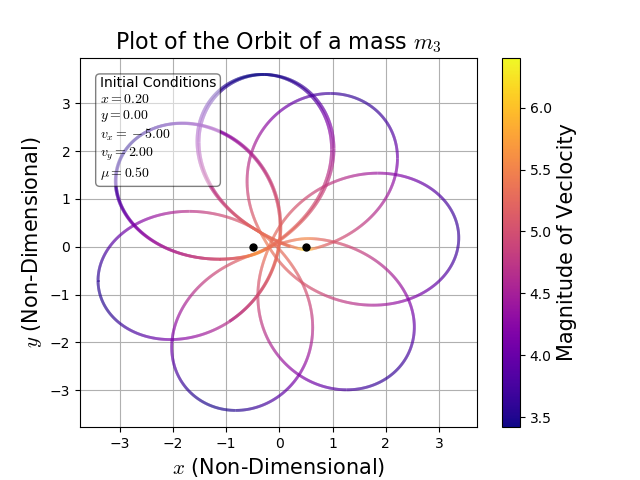 Plot of the Orbit of a mass m₃
Initial Conditions
x = 0.20
y = 0.00
vₓ = −5.00
v_y = 2.00
μ = 0.50
y (Non-Dimensional)
3
2
1
0
−1
−2
−3
−3 −2 −1 0 1 2 3
x (Non-Dimensional)
6.0
5.5
5.0
4.5
4.0
3.5
Magnitude of Veclocity